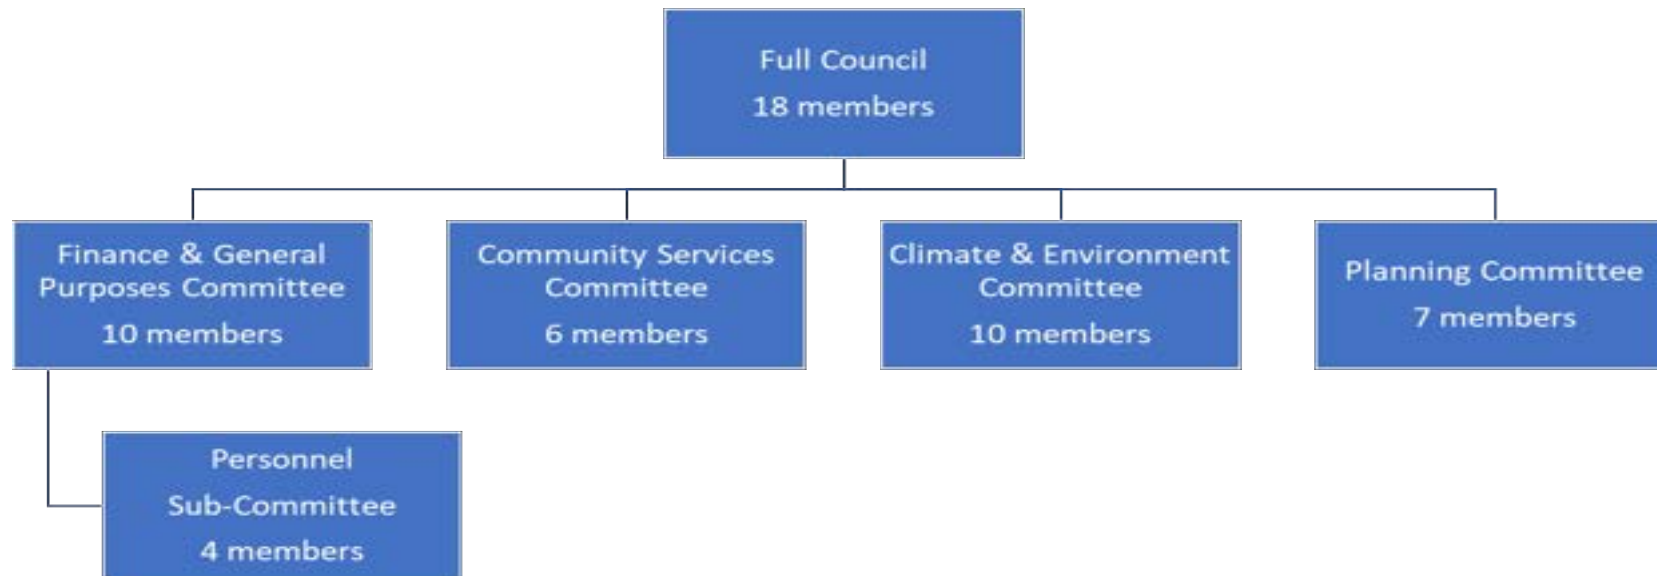 Full Council
18 members
Finance & General
Purposes Committee
10 members
Community Services
Committee
6 members
Climate & Environment
Committee
10 members
Planning Committee
7 members
Personnel
Sub-Committee
4 members